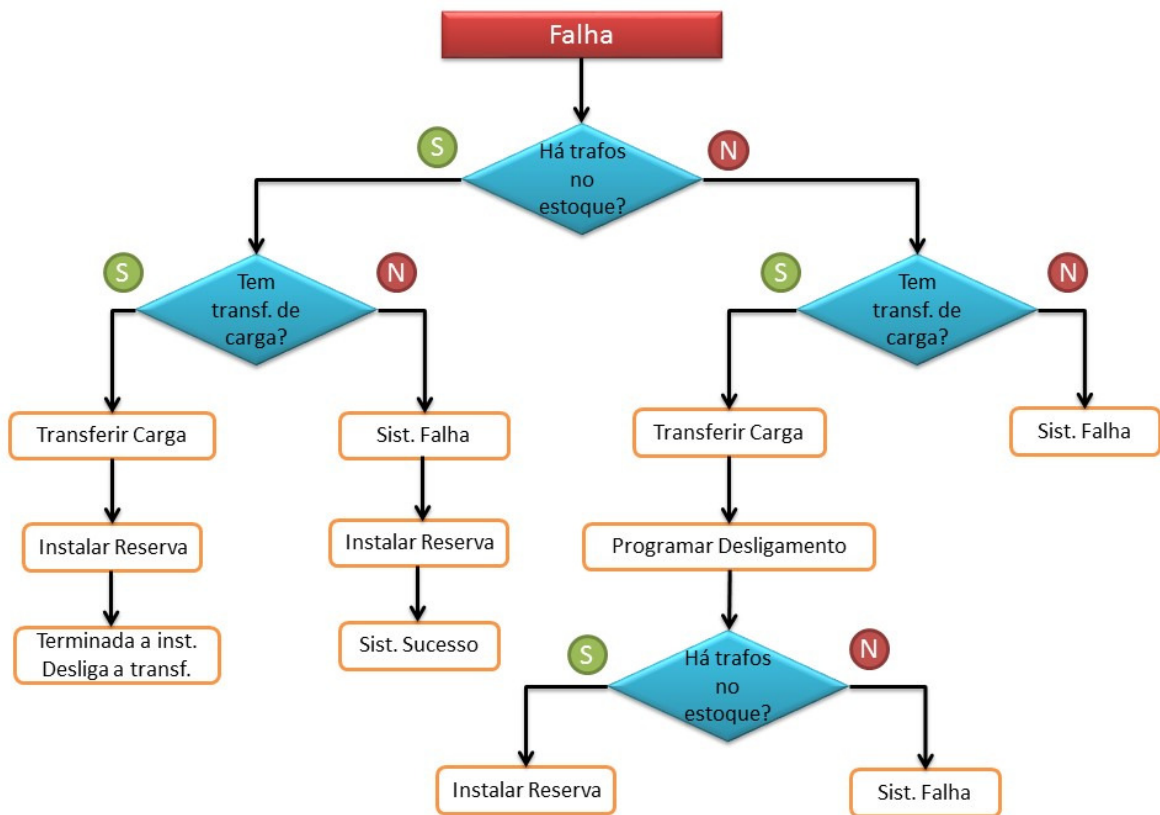 Falha
S
Há trafos
no
estoque?
N
S
Tem
transf. de
carga?
N
S
Tem
transf. de
carga?
N
Transferir Carga
Sist. Falha
Transferir Carga
Sist. Falha
Instalar Reserva
Instalar Reserva
Programar Desligamento
Terminada a inst.
Desliga a transf.
Sist. Sucesso
S
Há trafos
no
estoque?
N
Instalar Reserva
Sist. Falha